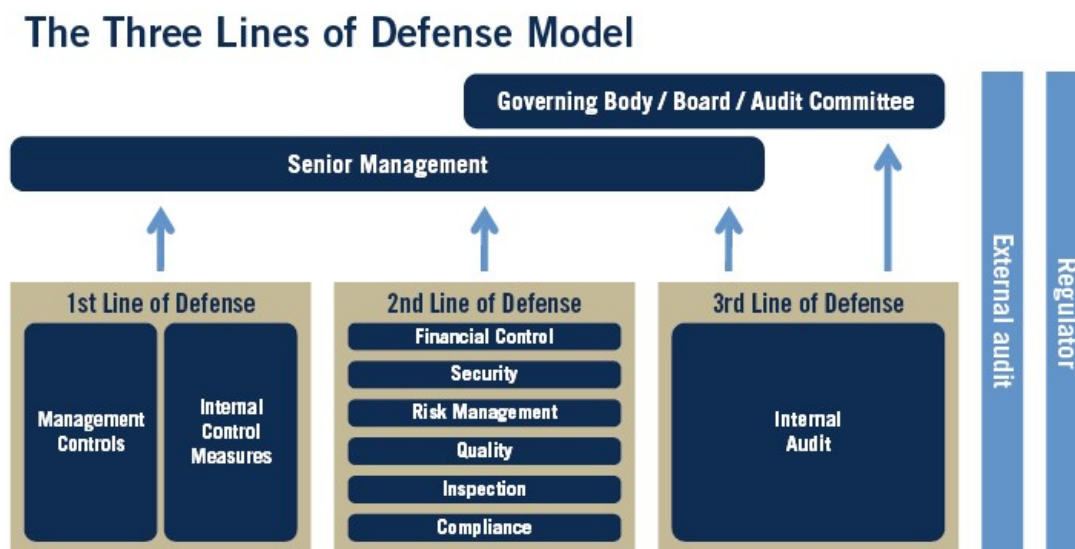 The Three Lines of Defense Model
Governing Body / Board / Audit Committee
Senior Management
1st Line of Defense
Management
Controls
Internal
Control
Measures
2nd Line of Defense
Financial Control
Security
Risk Management
Quality
Inspection
Compliance
3rd Line of Defense
Internal
Audit
External audit
Regulator